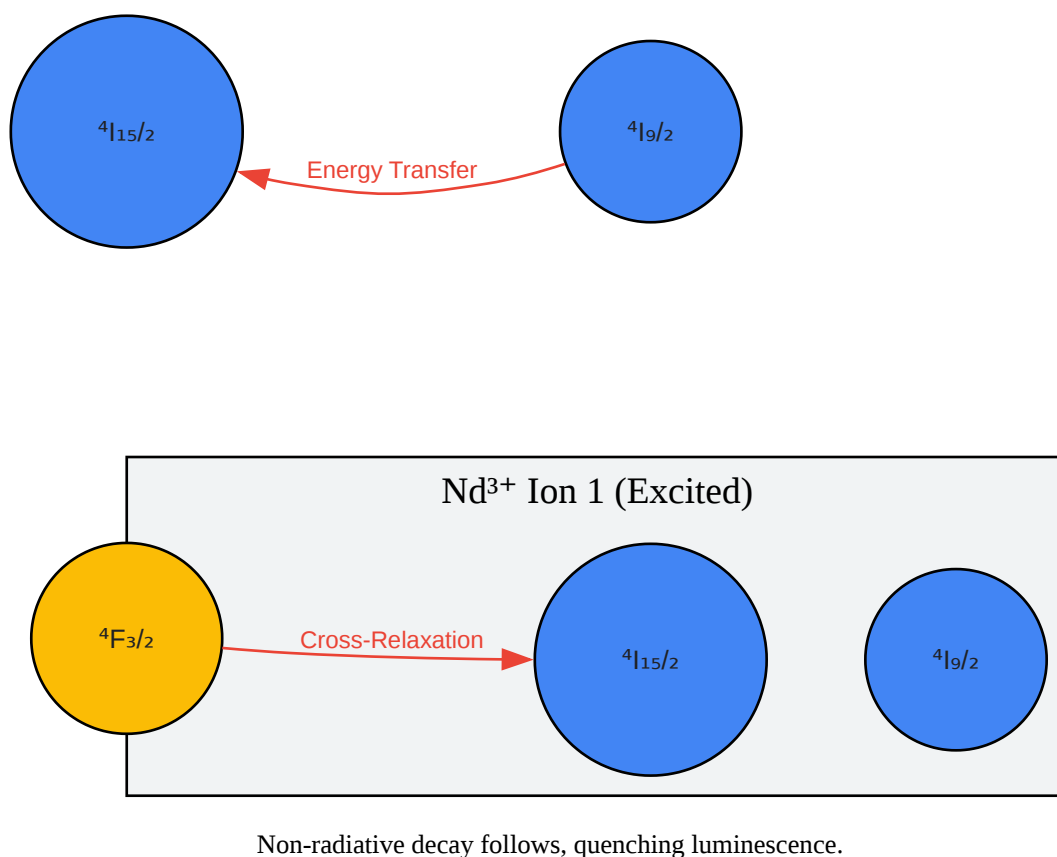 ⁴I₁₅/₂
⁴I₉/₂
Energy Transfer
Nd³⁺ Ion 1 (Excited)
⁴F₃/₂
Cross-Relaxation
⁴I₁₅/₂
⁴I₉/₂
Non-radiative decay follows, quenching luminescence.